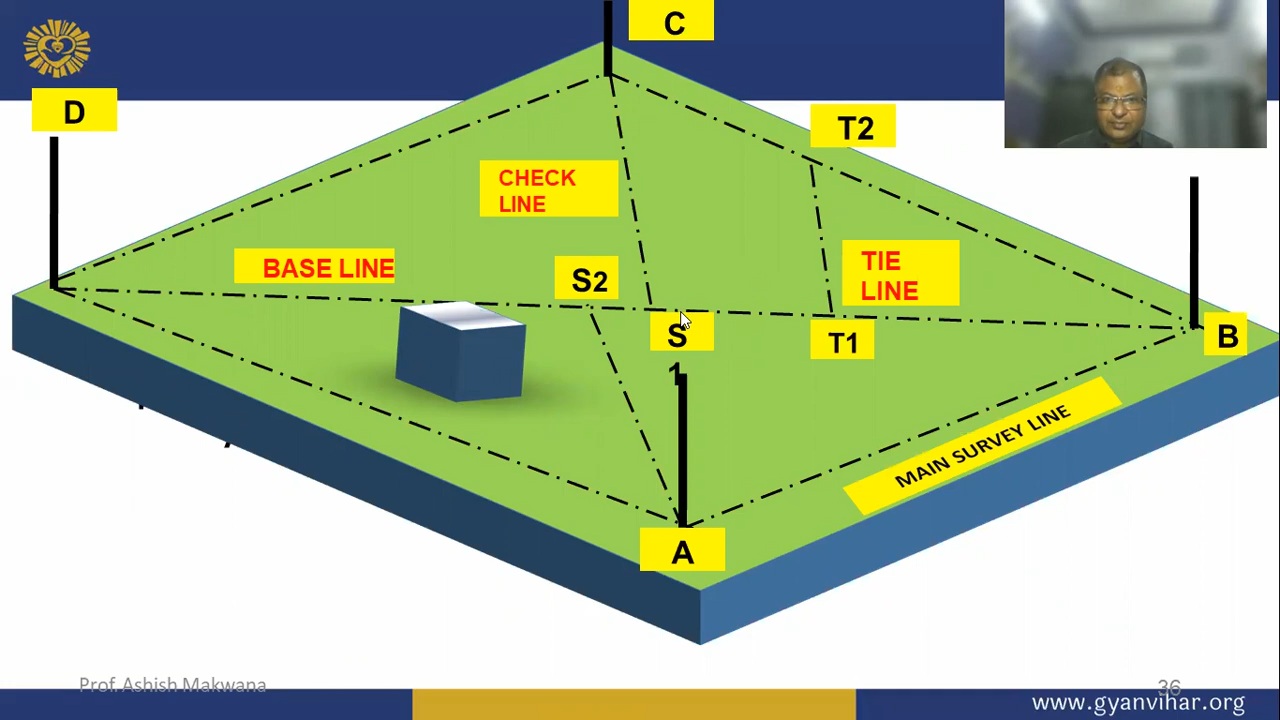 C
D
T2
CHECK
LINE
BASE LINE
S2
TIE
LINE
S
1
T1
B
MAIN SURVEY LINE
A
Prof. Ashish Makwana
36
www.gyanvihar.org